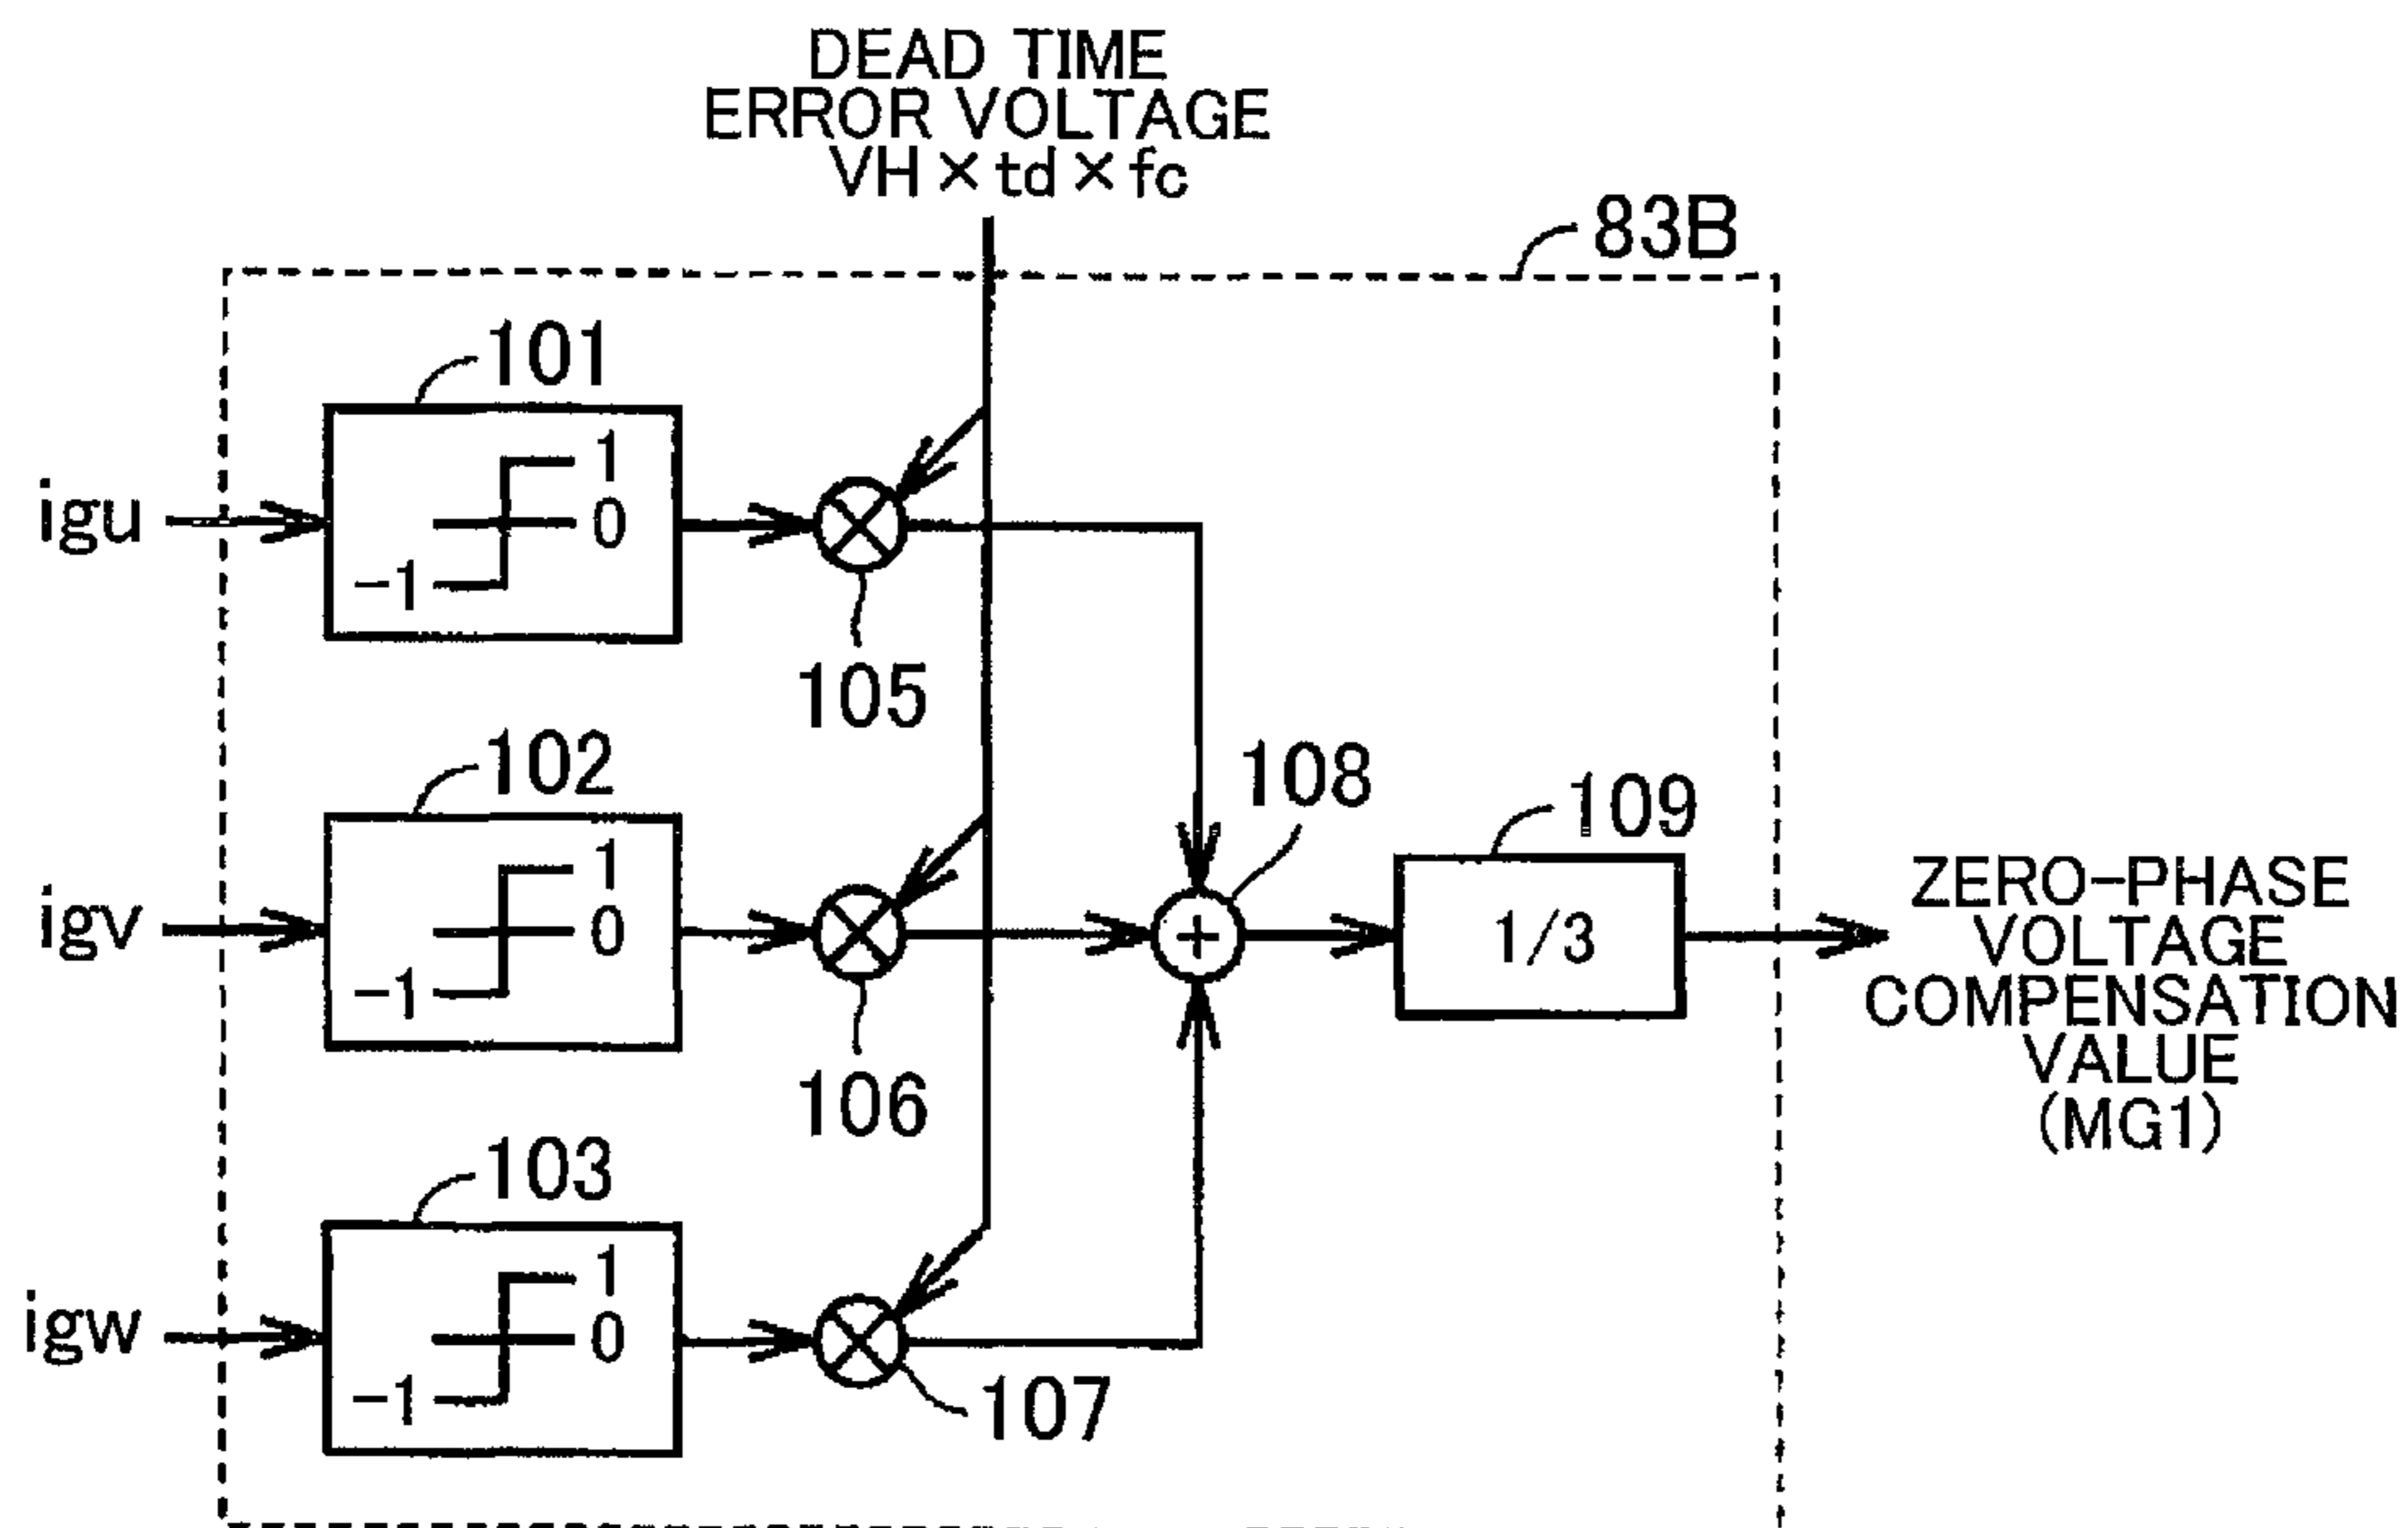 DEAD TIME
ERROR VOLTAGE
VH × td × fc
83B
101
1
igu
0
-1
105
102
108
109
1
igv
0
1/3
-1
ZERO-PHASE
VOLTAGE
COMPENSATION
VALUE
(MG1)
106
103
1
igw
0
-1
107